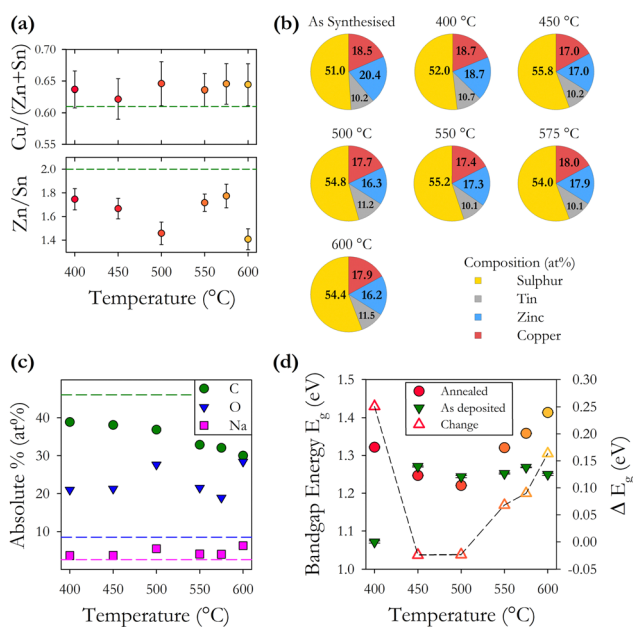 (a)
0.70
0.65
0.60
0.55
Cu/(Zn+Sn)
2.0
1.8
1.6
1.4
Zn/Sn
400 450 500 550 600
Temperature (°C)
(b)
As Synthesised 400 °C 450 °C
51.0 18.5 20.4 10.2
52.0 18.7 18.7 10.7
55.8 17.0 17.0 10.2
500 °C 550 °C 575 °C
54.8 17.7 16.3 11.2
55.2 17.4 17.3 10.1
54.0 18.0 17.9 10.1
600 °C
54.4 17.9 16.2 11.5
Composition (at%)
Sulphur
Tin
Zinc
Copper
(c)
40
30
20
10
Absolute % (at%)
C
O
Na
400 450 500 550 600
Temperature (°C)
(d)
1.5
1.4
1.3
1.2
1.1
1.0
Bandgap Energy Eg (eV)
Annealed
As deposited
Change
0.30
0.25
0.20
0.15
0.10
0.05
0.00
-0.05
Δ Eg (eV)
400 450 500 550 600
Temperature (°C)